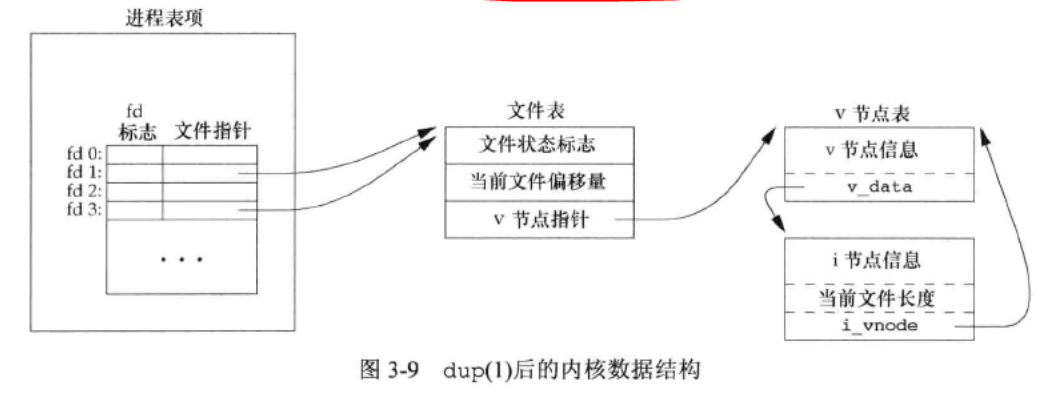 进程表项
fd
标志 文件指针
fd 0:
fd 1:
fd 2:
fd 3:
...
文件表
文件状态标志
当前文件偏移量
v 节点指针
v 节点表
v 节点信息
v_data
i 节点信息
当前文件长度
i_vnode
图 3-9 dup(1)后的内核数据结构